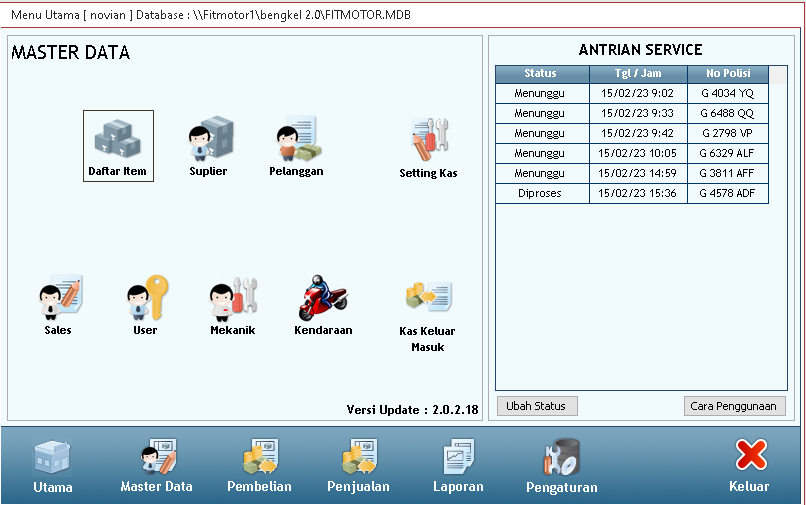 Menu Utama [ novian ] Database : \\Fitmotor1\bengkel 2.0\FITMOTOR.MDB
MASTER DATA
Daftar Item
Suplier
Pelanggan
Setting Kas
Sales
User
Mekanik
Kendaraan
Kas Keluar
Masuk
Versi Update : 2.0.2.18
ANTRIAN SERVICE
Status Tgl / Jam No Polisi
Menunggu 15/02/23 9:02 G 4034 YQ
Menunggu 15/02/23 9:33 G 6488 QQ
Menunggu 15/02/23 9:42 G 2798 VP
Menunggu 15/02/23 10:05 G 6329 ALF
Menunggu 15/02/23 14:59 G 3811 AFF
Diproses 15/02/23 15:36 G 4578 ADF
Ubah Status
Cara Penggunaan
Utama
Master Data
Pembelian
Penjualan
Laporan
Pengaturan
Keluar